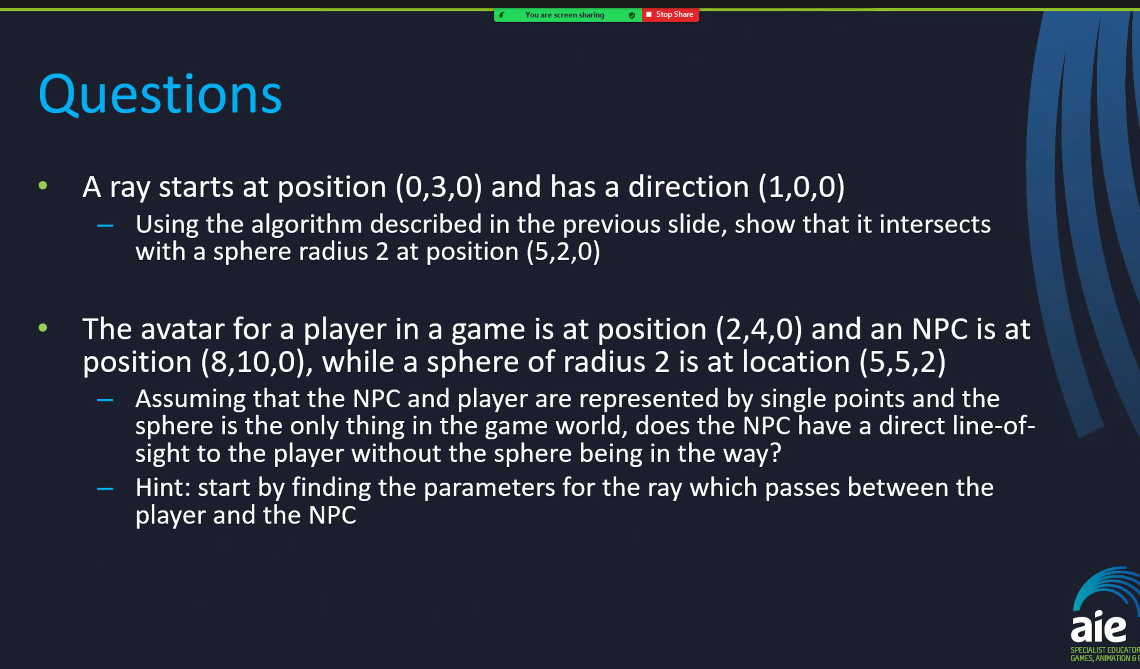 You are screen sharing
Stop Share
Questions
• A ray starts at position (0,3,0) and has a direction (1,0,0)
– Using the algorithm described in the previous slide, show that it intersects
with a sphere radius 2 at position (5,2,0)
• The avatar for a player in a game is at position (2,4,0) and an NPC is at
position (8,10,0), while a sphere of radius 2 is at location (5,5,2)
– Assuming that the NPC and player are represented by single points and the
sphere is the only thing in the game world, does the NPC have a direct line-of-
sight to the player without the sphere being in the way?
– Hint: start by finding the parameters for the ray which passes between the
player and the NPC
aie
SPECIALIST EDUCATOR
GAMES, ANIMATION &